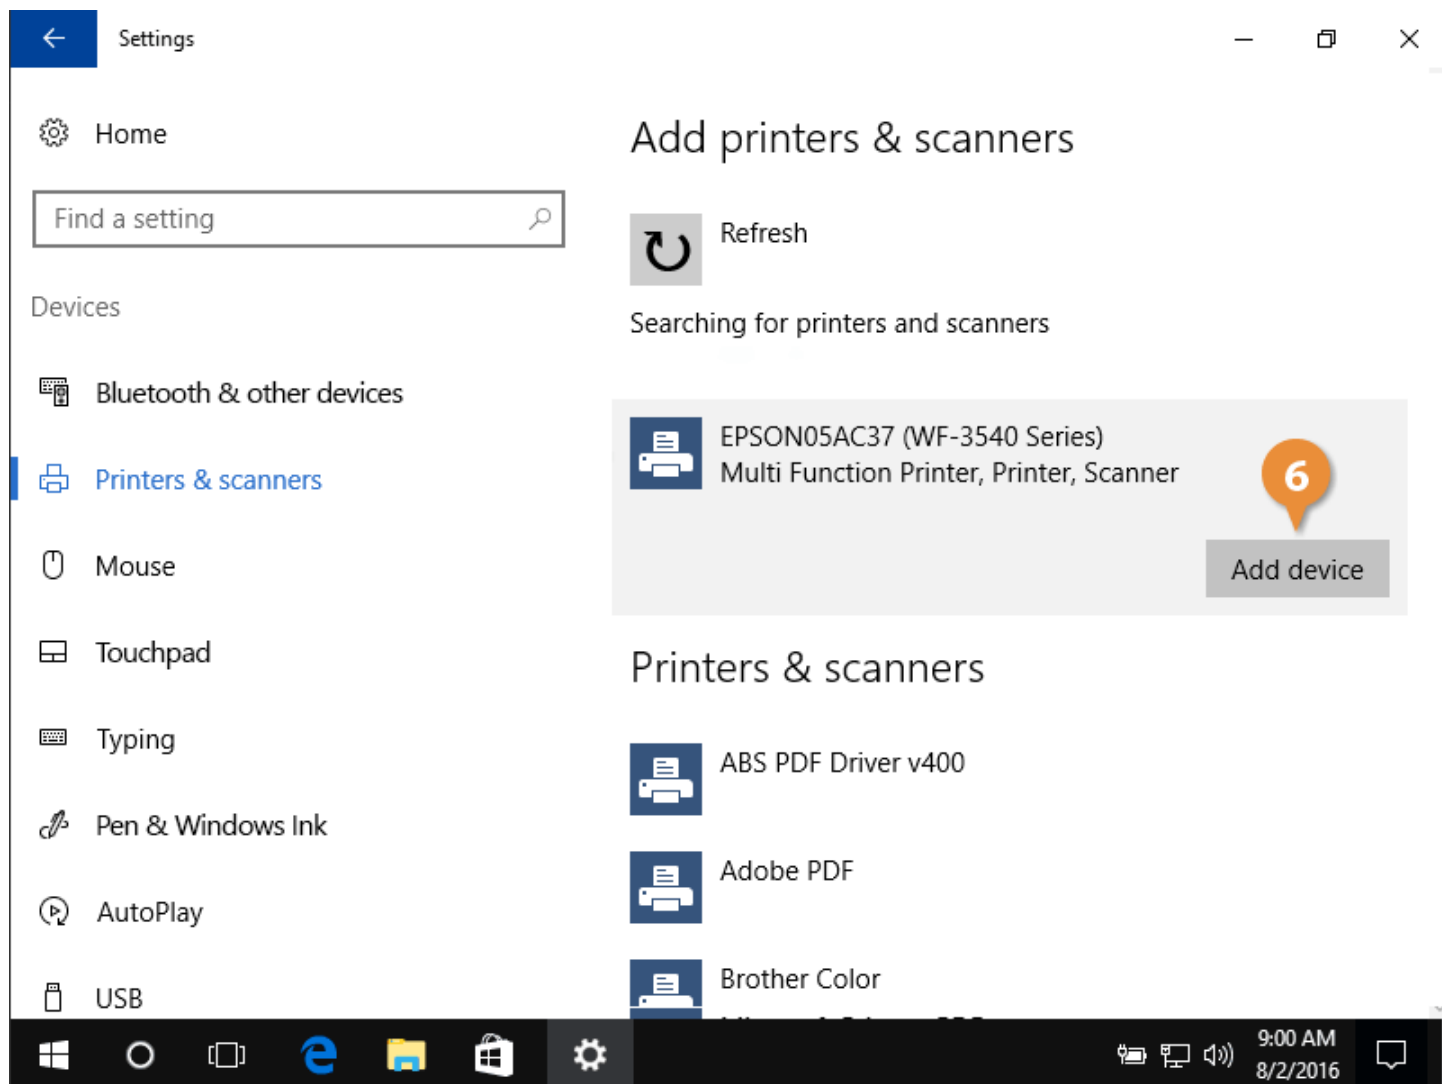 Settings
Home
Find a setting
Devices
Bluetooth & other devices
Printers & scanners
Mouse
Touchpad
Typing
Pen & Windows Ink
AutoPlay
USB
Add printers & scanners
Refresh
Searching for printers and scanners
EPSON05AC37 (WF-3540 Series)
Multi Function Printer, Printer, Scanner
6
Add device
Printers & scanners
ABS PDF Driver v400
Adobe PDF
Brother Color
9:00 AM
8/2/2016